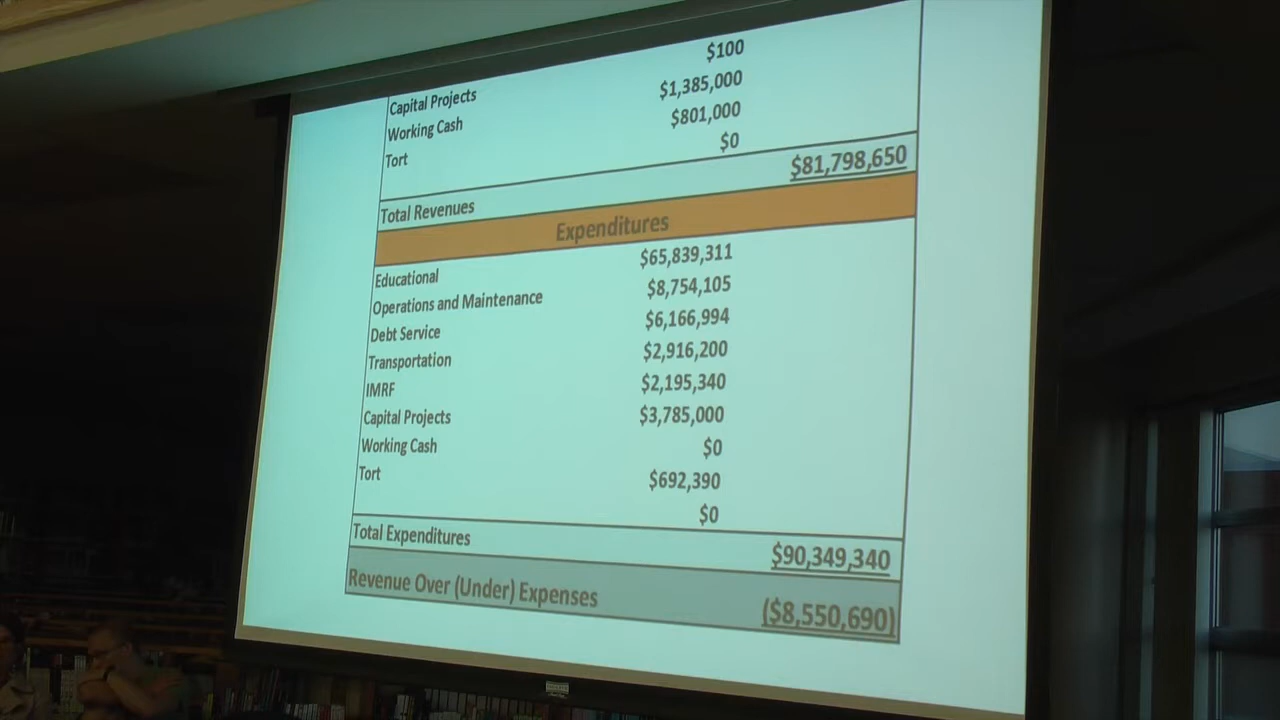 $100
Capital Projects $1,385,000
Working Cash $801,000
Tort $0
Total Revenues $81,798,650
Expenditures
Educational $65,839,311
Operations and Maintenance $8,754,105
Debt Service $6,166,994
Transportation $2,916,200
IMRF $2,195,340
Capital Projects $3,785,000
Working Cash $0
Tort $692,390
$0
Total Expenditures $90,349,340
Revenue Over (Under) Expenses ($8,550,690)